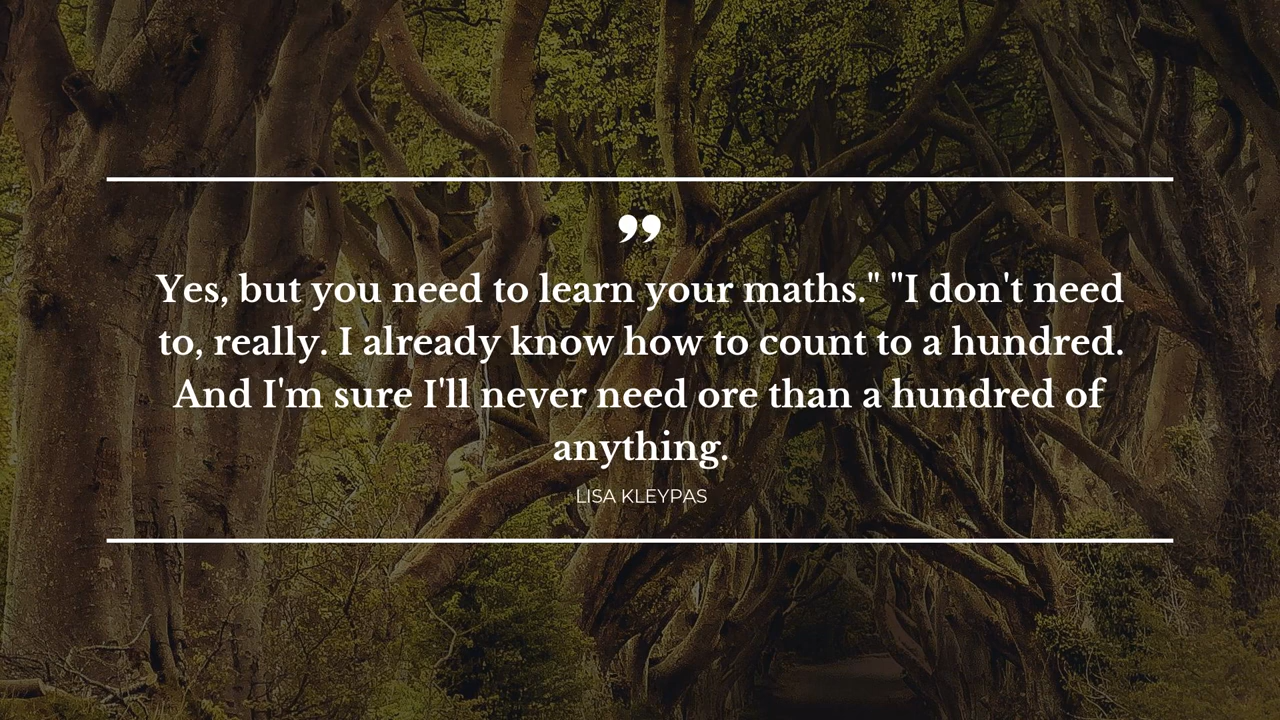 ”
Yes, but you need to learn your maths." "I don't need
to, really. I already know how to count to a hundred.
And I'm sure I'll never need ore than a hundred of
anything.
LISA KLEYPAS